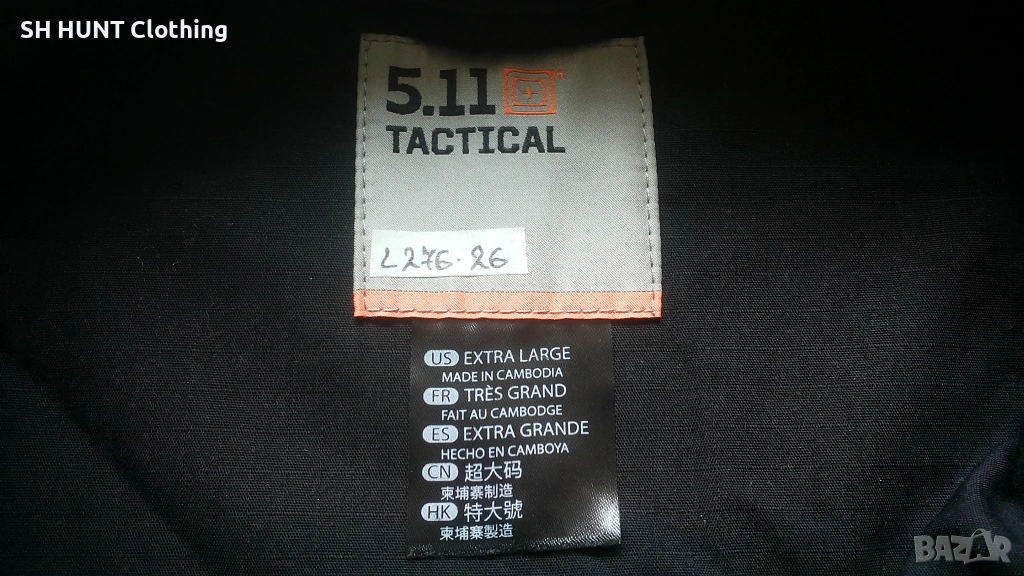 SH HUNT Clothing
5.11
TACTICAL
L276.26
US EXTRA LARGE
MADE IN CAMBODIA
FR TRÈS GRAND
FAIT AU CAMBODGE
ES EXTRA GRANDE
HECHO EN CAMBOYA
CN 超大码
柬埔寨制造
HK 特大號
柬埔寨製造
BAZAR